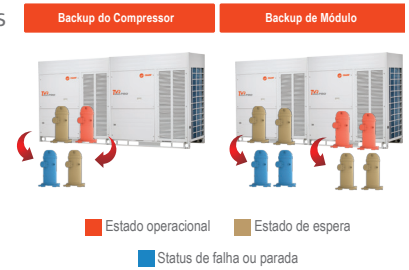 s
Backup do Compressor
Backup de Módulo
Estado operacional
Estado de espera
Status de falha ou parada